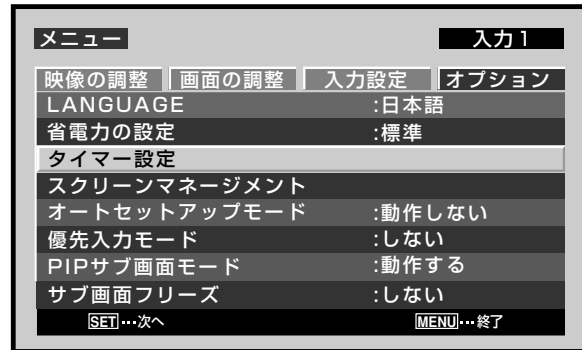 メニュー 入力1
映像の調整 画面の調整 入力設定 オプション
LANGUAGE :日本語
省電力の設定 :標準
タイマー設定
スクリーンマネージメント
オートセットアップモード :動作しない
優先入力モード :しない
PIPサブ画面モード :動作する
サブ画面フリーズ :しない
SET…次へ MENU…終了